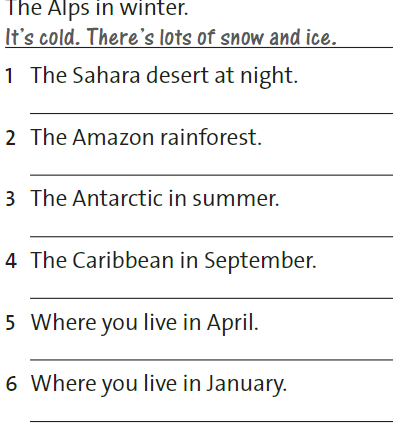 The Alps in winter.
It's cold. There's lots of snow and ice.
1 The Sahara desert at night.
2 The Amazon rainforest.
3 The Antarctic in summer.
4 The Caribbean in September.
5 Where you live in April.
6 Where you live in January.